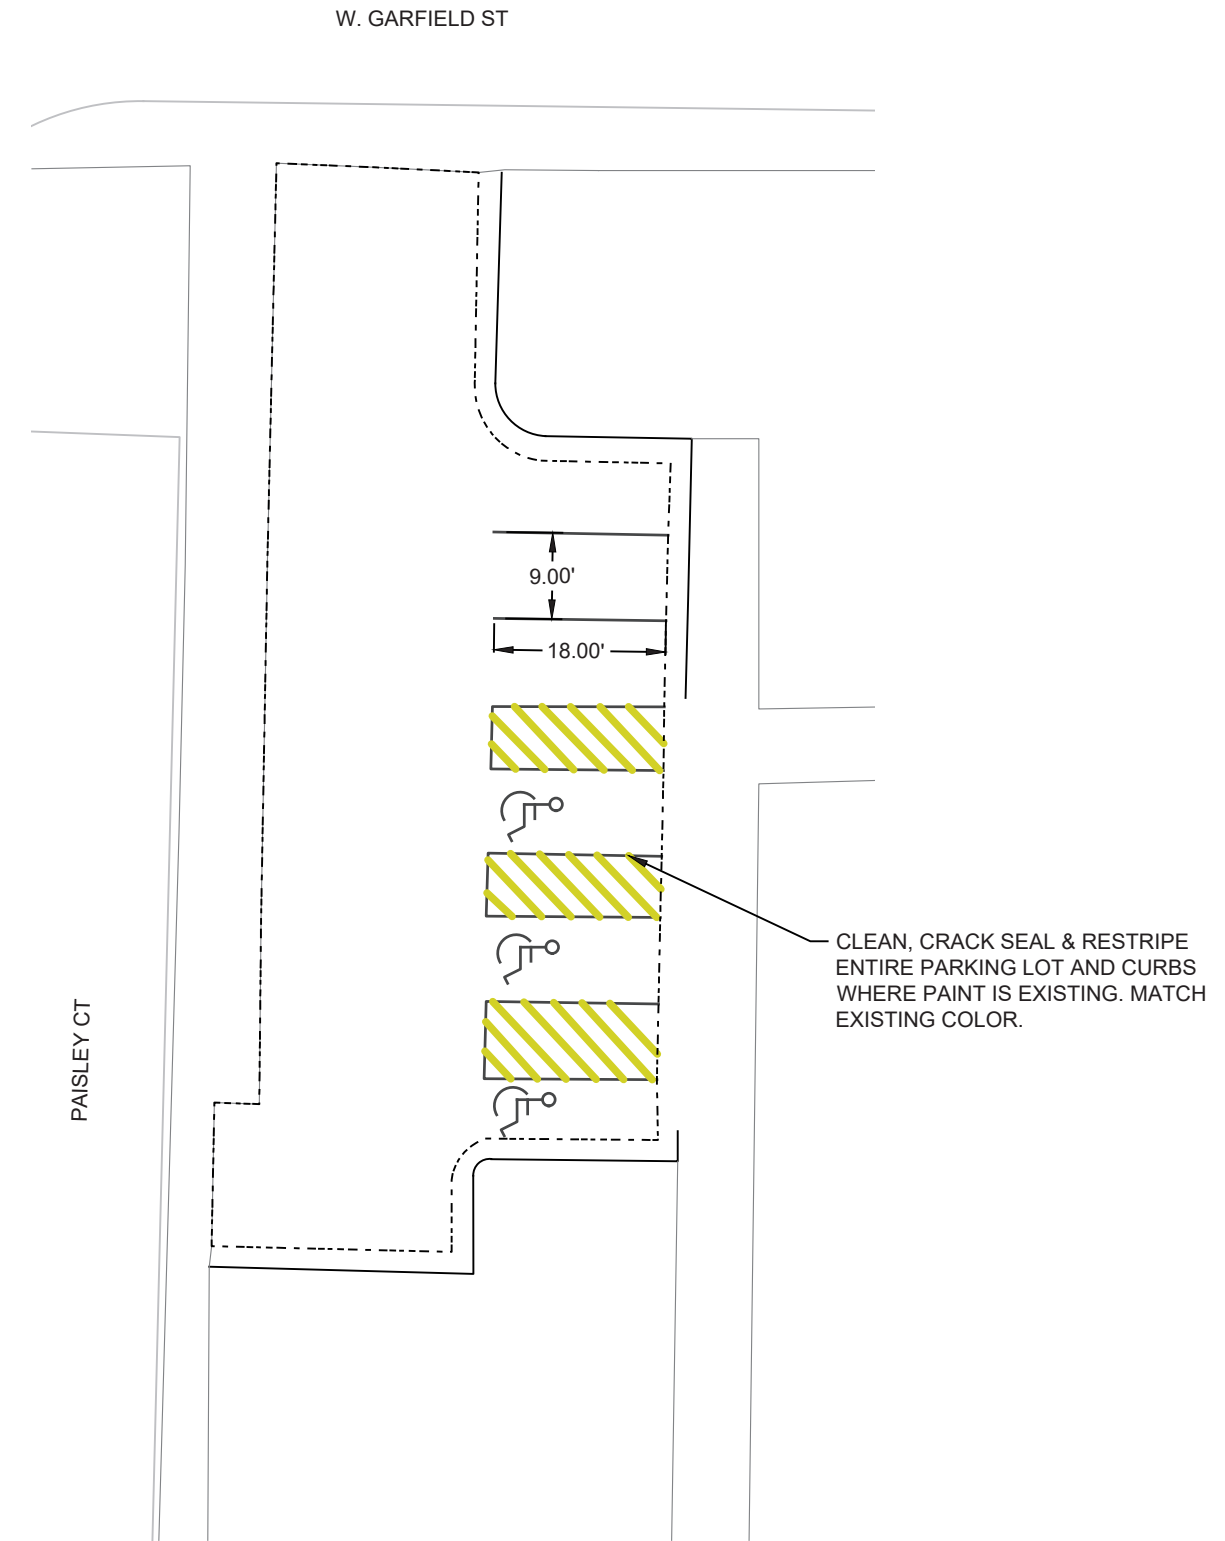 W. GARFIELD ST
9.00'
18.00'
CLEAN, CRACK SEAL & RESTRIPE
ENTIRE PARKING LOT AND CURBS
WHERE PAINT IS EXISTING. MATCH
EXISTING COLOR.
PAISLEY CT